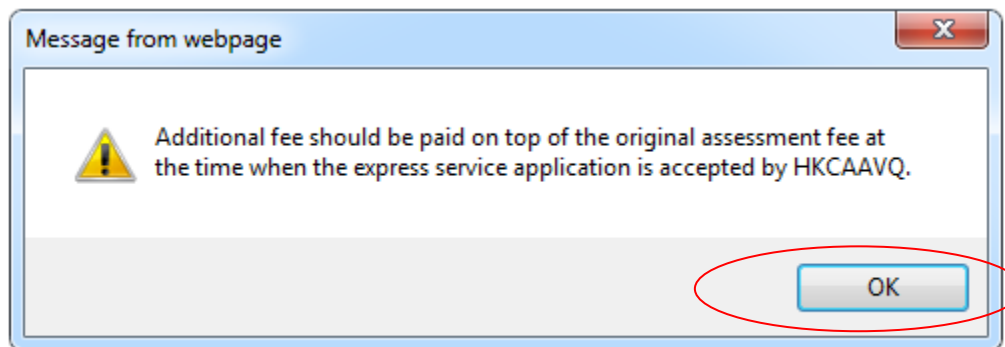 Message from webpage
Additional fee should be paid on top of the original assessment fee at
the time when the express service application is accepted by HKCAAVQ.
OK